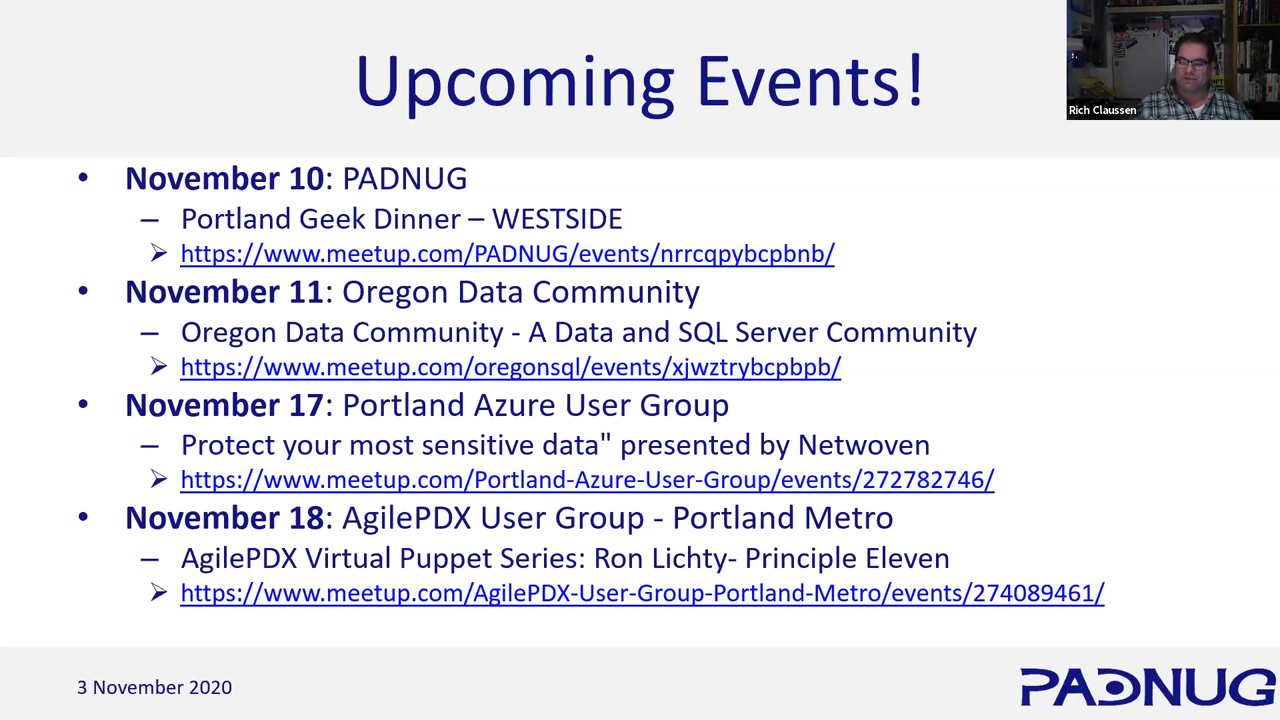 Upcoming Events!
Rich Claussen
• November 10: PADNUG
– Portland Geek Dinner – WESTSIDE
➢ https://www.meetup.com/PADNUG/events/nrrcqpybcpbnb/
• November 11: Oregon Data Community
– Oregon Data Community - A Data and SQL Server Community
➢ https://www.meetup.com/oregonsql/events/xjwztrybcpbpb/
• November 17: Portland Azure User Group
– Protect your most sensitive data" presented by Netwoven
➢ https://www.meetup.com/Portland-Azure-User-Group/events/272782746/
• November 18: AgilePDX User Group - Portland Metro
– AgilePDX Virtual Puppet Series: Ron Lichty- Principle Eleven
➢ https://www.meetup.com/AgilePDX-User-Group-Portland-Metro/events/274089461/
3 November 2020
PADNUG